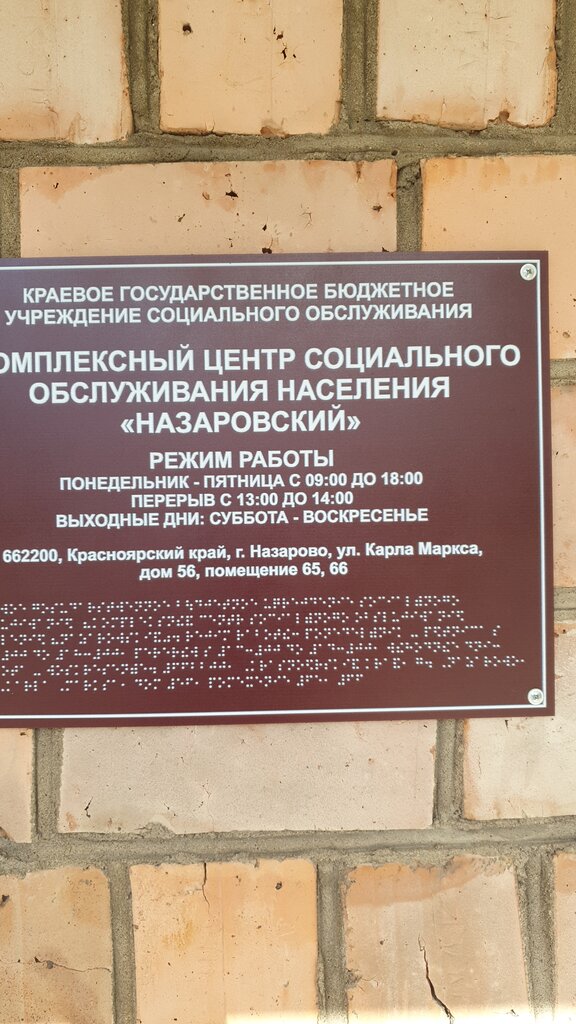 КРАЕВОЕ ГОСУДАРСТВЕННОЕ БЮДЖЕТНОЕ
УЧРЕЖДЕНИЕ СОЦИАЛЬНОГО ОБСЛУЖИВАНИЯ
ОМПЛЕКСНЫЙ ЦЕНТР СОЦИАЛЬНОГО
ОБСЛУЖИВАНИЯ НАСЕЛЕНИЯ
«НАЗАРОВСКИЙ»
РЕЖИМ РАБОТЫ
ПОНЕДЕЛЬНИК - ПЯТНИЦА С 09:00 ДО 18:00
ПЕРЕРЫВ С 13:00 ДО 14:00
ВЫХОДНЫЕ ДНИ: СУББОТА - ВОСКРЕСЕНЬЕ
662200, Красноярский край, г. Назарово, ул. Карла Маркса,
дом 56, помещение 65, 66